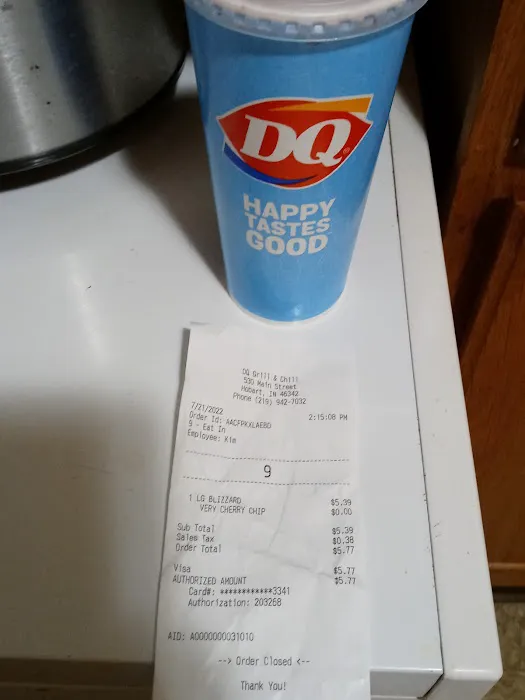 DQ
HAPPY
TASTES
GOOD
DQ Grill & Chill
530 Main Street
Hobart, IN 46342
Phone (219) 942-7032
7/21/2022 2:15:08 PM
Order Id: AACFPKXLAEBD
9 - Eat In
Employee: Kim
9
1 LG BLIZZARD $5.39
VERY CHERRY CHIP $0.00
Sub Total $5.39
Sales Tax $0.38
Order Total $5.77
Visa $5.77
AUTHORIZED AMOUNT $5.77
Card#: ************3341
Authorization: 203268
AID: A0000000031010
--> Order Closed <--
Thank You!